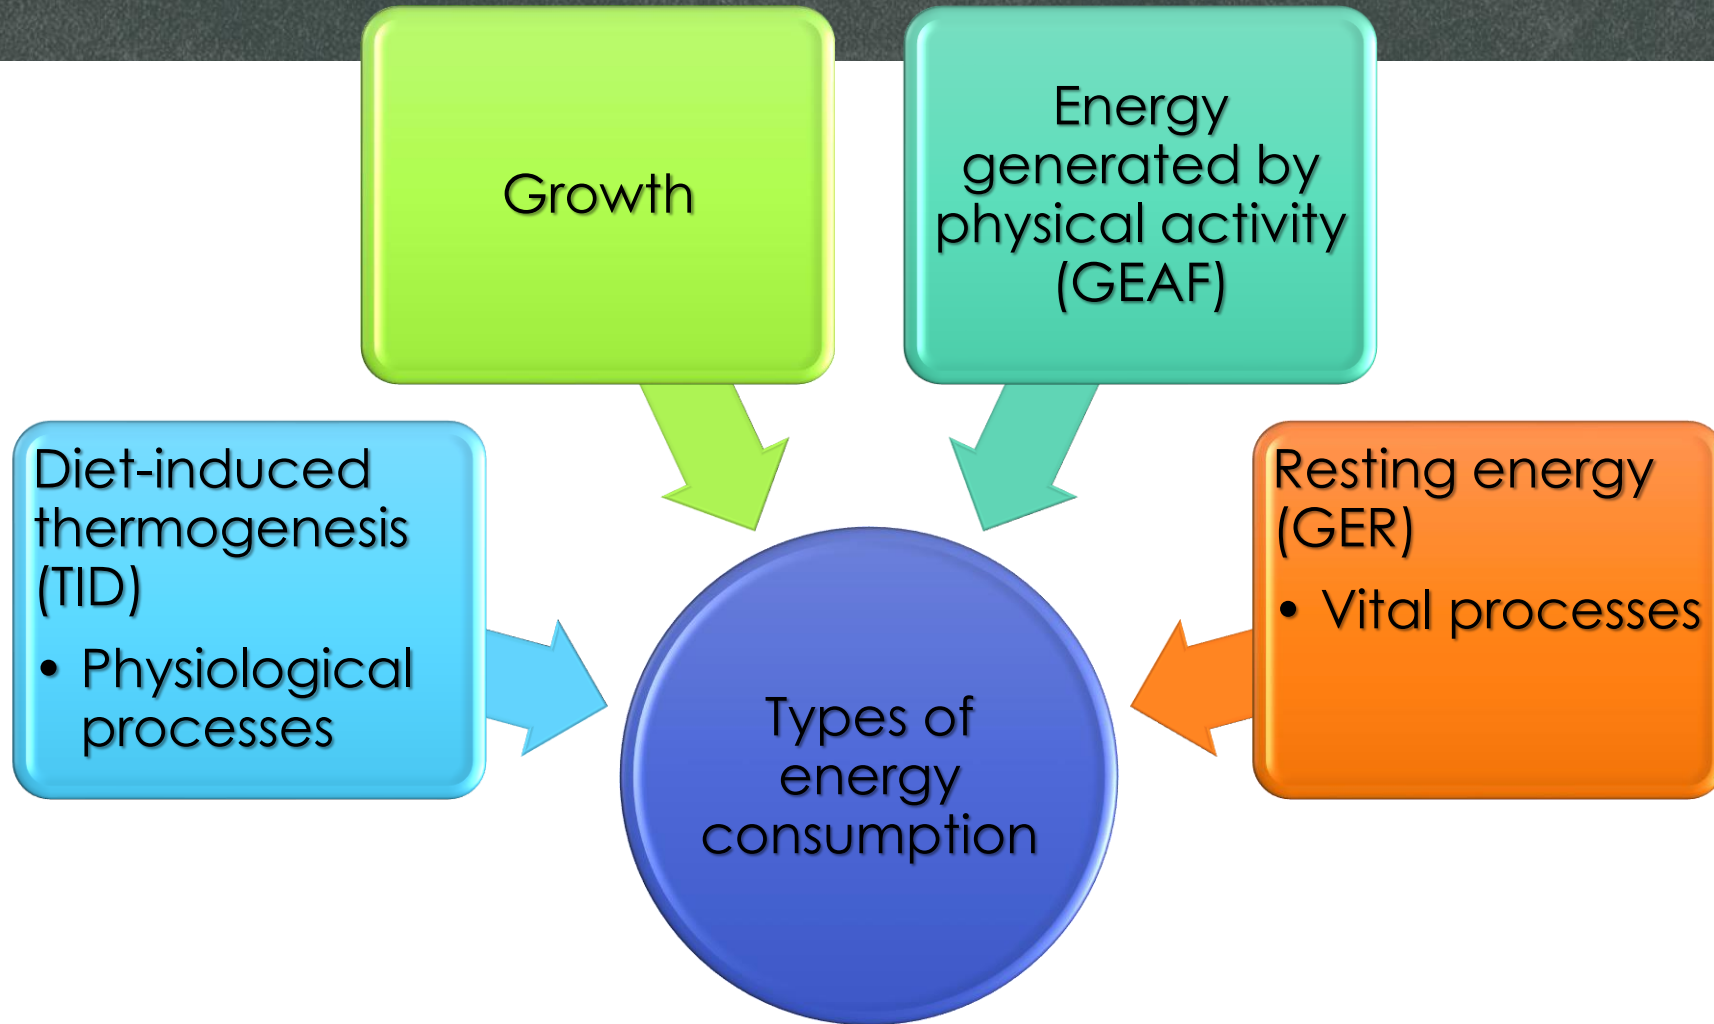 Growth
Energy
generated by
physical activity
(GEAF)
Diet-induced
thermogenesis
(TID)
• Physiological
processes
Resting energy
(GER)
• Vital processes
Types of
energy
consumption